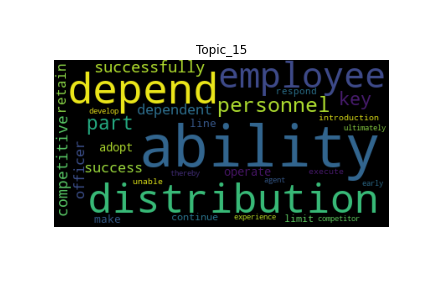 Topic_15
successfully
employee
retain
depend
respond
key
develop
dependent
personnel
introduction
part
line
ultimately
competitive
officer
adopt
ability
success
operate
execute
thereby
unable
agent
early
distribution
make
continue
experience
limit
competitor